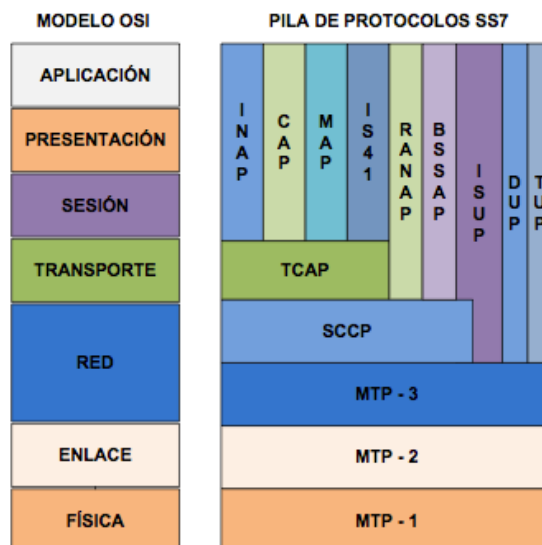 MODELO OSI
PILA DE PROTOCOLOS SS7
APLICACIÓN
PRESENTACIÓN
SESIÓN
TRANSPORTE
RED
ENLACE
FÍSICA
INAP
CAP
MAP
IS41
RANAP
BSSAP
ISUP
DUP
TUP
TCAP
SCCP
MTP - 3
MTP - 2
MTP - 1